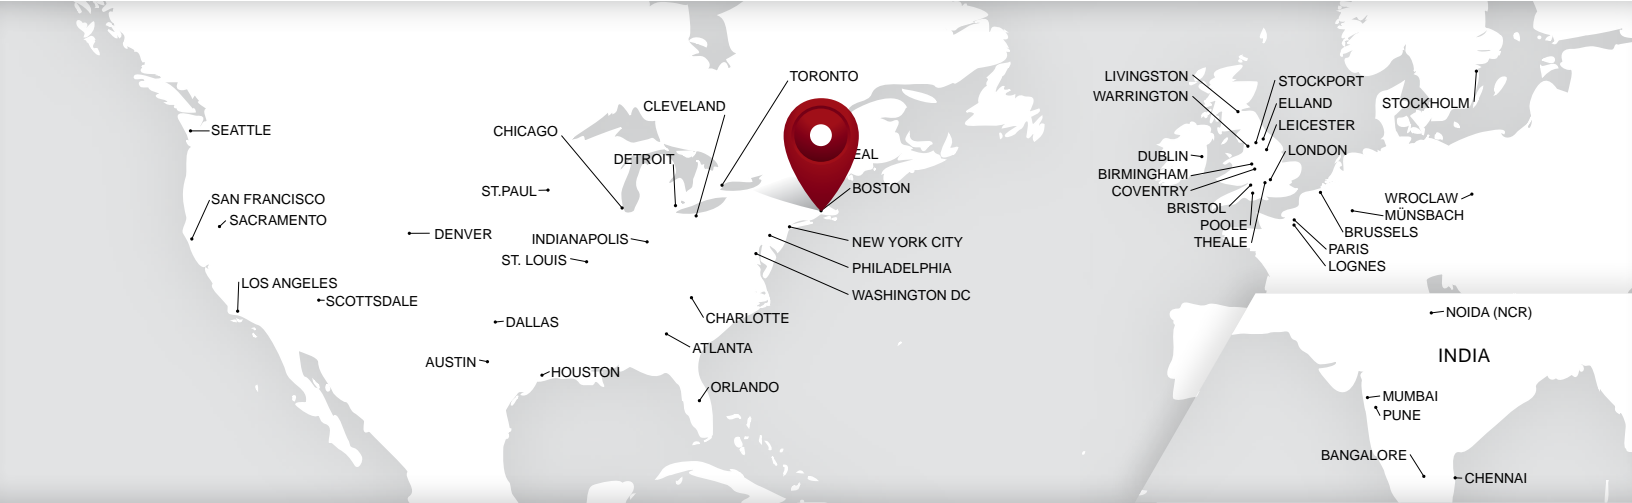 TORONTO
CLEVELAND
CHICAGO
SEATTLE
DETROIT
EAL
ST.PAUL
BOSTON
SAN FRANCISCO
SACRAMENTO
DENVER
INDIANAPOLIS
NEW YORK CITY
ST. LOUIS
PHILADELPHIA
LOS ANGELES
SCOTTSDALE
WASHINGTON DC
DALLAS
CHARLOTTE
ATLANTA
AUSTIN
HOUSTON
ORLANDO
LIVINGSTON
STOCKPORT
WARRINGTON
ELLAND
STOCKHOLM
LEICESTER
DUBLIN
LONDON
BIRMINGHAM
COVENTRY
BRISTOL
WROCLAW
MÜNSBACH
POOLE
BRUSSELS
THEALE
PARIS
LOGNES
NOIDA (NCR)
INDIA
MUMBAI
PUNE
BANGALORE
CHENNAI